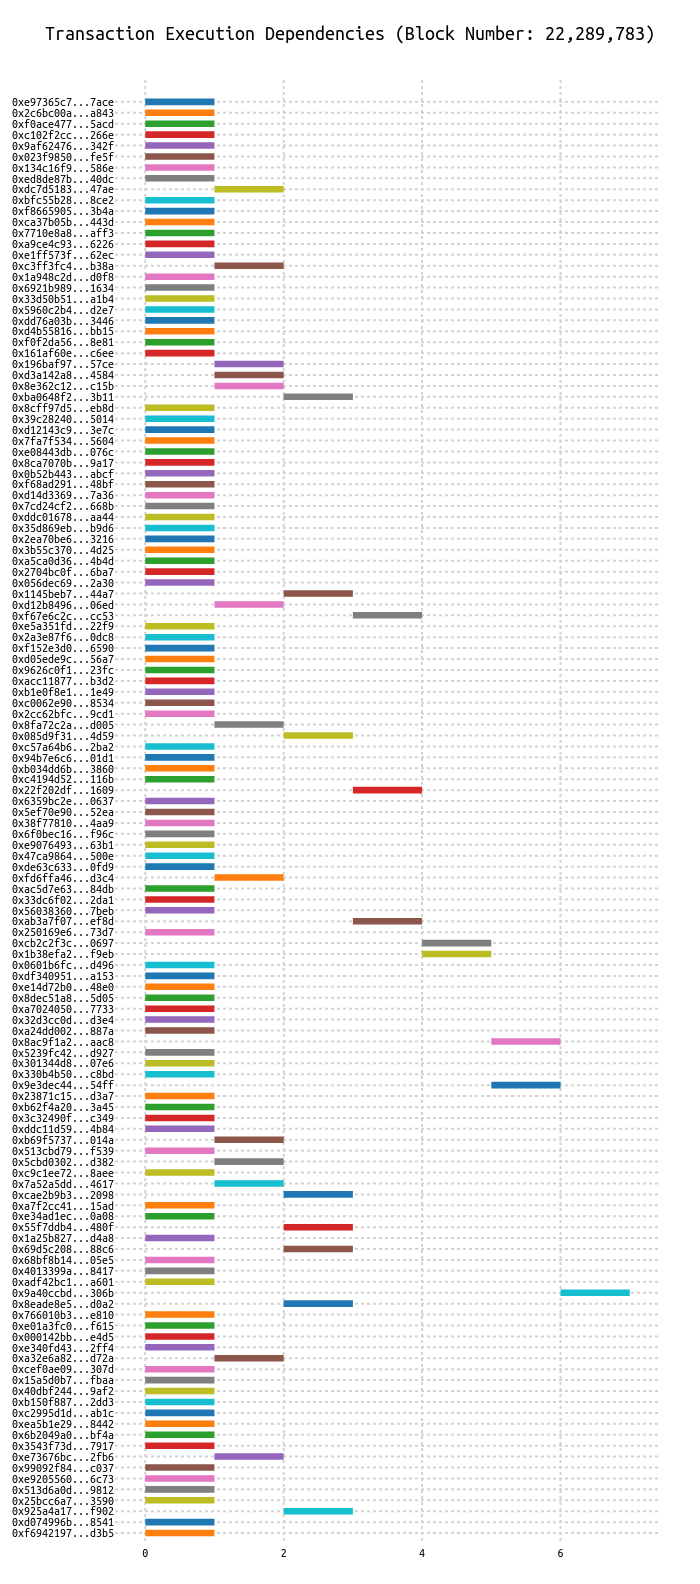 Transaction Execution Dependencies (Block Number: 22,289,783)
0xe97365c7...7ace
0x2c6bc00a...a843
0xf0ace477...5acd
0xc102f2cc...266e
0x9af62476...342f
0x023f9850...fe5f
0x134c16f9...586e
0xed8de87b...40dc
0xdc7d5183...47ae
0xbfc55b28...8ce2
0xf8665905...3b4a
0xca37b05b...443d
0x7710e8a8...aff3
0xa9ce4c93...6226
0xe1ff573f...62ec
0xc3ff3fc4...b38a
0x1a948c2d...d0f8
0x6921b989...1634
0x33d50b51...a1b4
0x5960c2b4...d2e7
0xdd76a03b...3446
0xd4b55816...bb15
0xf0f2da56...8e81
0x161af60e...c6ee
0x196baf97...57ce
0xd3a142a8...4584
0x8e362c12...c15b
0xba0648f2...3b11
0x8cff97d5...eb8d
0x39c28240...5014
0xd12143c9...3e7c
0x7fa7f534...5604
0xe08443db...076c
0x8ca7070b...9a17
0x0b52b443...abcf
0xf68ad291...48bf
0xd14d3369...7a36
0x7cd24cf2...668b
0xddc01678...aa44
0x35d869eb...b9d6
0x2ea70be6...3216
0x3b55c370...4d25
0xa5ca0d36...4b4d
0x2704bc0f...6ba7
0x056dec69...2a30
0x1145beb7...44a7
0xd12b8496...06ed
0xf67e6c2c...cc53
0xe5a351fd...22f9
0x2a3e87f6...0dc8
0xf152e3d0...6590
0xd05ede9c...56a7
0x9626c0f1...23fc
0xacc11877...b3d2
0xb1e0f8e1...1e49
0xc0062e90...8534
0x2cc62bfc...9cd1
0x8fa72c2a...d005
0x085d9f31...4d59
0xc57a64b6...2ba2
0x94b7e6c6...01d1
0xb034dd6b...3860
0xc4194d52...116b
0x22f202df...1609
0x6359bc2e...0637
0x5ef70e90...52ea
0x38f77810...4aa9
0x6f0bec16...f96c
0xe9076493...63b1
0x47ca9864...500e
0xde63c633...0fd9
0xfd6ffa46...d3c4
0xac5d7e63...84db
0x33dc6f02...2da1
0x56038360...7beb
0xab3a7f07...ef8d
0x250169e6...73d7
0xcb2c2f3c...0697
0x1b38efa2...f9eb
0x0601b6fc...d496
0xdf340951...a153
0xe14d72b0...48e0
0x8dec51a8...5d05
0xa7024050...7733
0x32d3cc0d...d3e4
0xa24dd002...887a
0x8ac9f1a2...aac8
0x5239fc42...d927
0x301344d8...07e6
0x330b4b50...c8bd
0x9e3dec44...54ff
0x23871c15...d3a7
0xb62f4a20...3a45
0x3c32490f...c349
0xddc11d59...4b84
0xb69f5737...014a
0x513cbd79...f539
0x5cbd0302...d382
0xc9c1ee72...8aee
0x7a52a5dd...4617
0xcae2b9b3...2098
0xa7f2cc41...15ad
0xe34ad1ec...0a08
0x55f7ddb4...480f
0x1a25b827...d4a8
0x69d5c208...88c6
0x68bf8b14...05e5
0x4013399a...8417
0xadf42bc1...a601
0x9a40ccbd...306b
0x8eade8e5...d0a2
0x766010b3...e810
0xe01a3fc0...f615
0x000142bb...e4d5
0xe340fd43...2ff4
0xa32e6a82...d72a
0xcef0ae09...307d
0x15a5d0b7...fbaa
0x40dbf244...9af2
0xb150f887...2dd3
0xc2995d1d...ab1c
0xea5b1e29...8442
0x6b2049a0...bf4a
0x3543f73d...7917
0xe73676bc...2fb6
0x99092f84...c037
0xe9205560...6c73
0x513d6a0d...9812
0x25bcc6a7...3590
0x925a4a17...f902
0xd074996b...8541
0xf6942197...d3b5
0 2 4 6